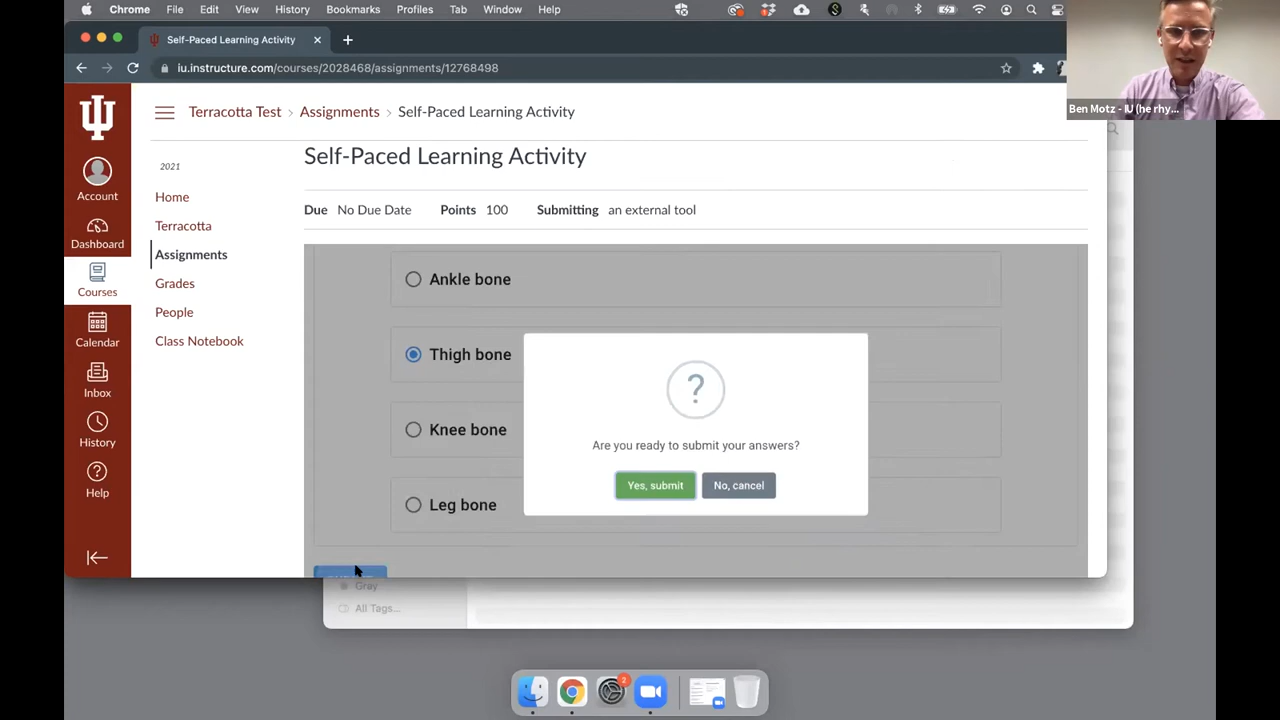 Chrome File Edit View History Bookmarks Profiles Tab Window Help
Self-Paced Learning Activity
iu.instructure.com/courses/2028468/assignments/12768498
Ben Motz - IU (he rhy...
Terracotta Test › Assignments › Self-Paced Learning Activity
Account
Dashboard
Courses
Calendar
Inbox
History
Help
2021
Home
Terracotta
Assignments
Grades
People
Class Notebook
Self-Paced Learning Activity
Due No Due Date Points 100 Submitting an external tool
Ankle bone
Thigh bone
Knee bone
Leg bone
?
Are you ready to submit your answers?
Yes, submit No, cancel
Gray
All Tags...
2